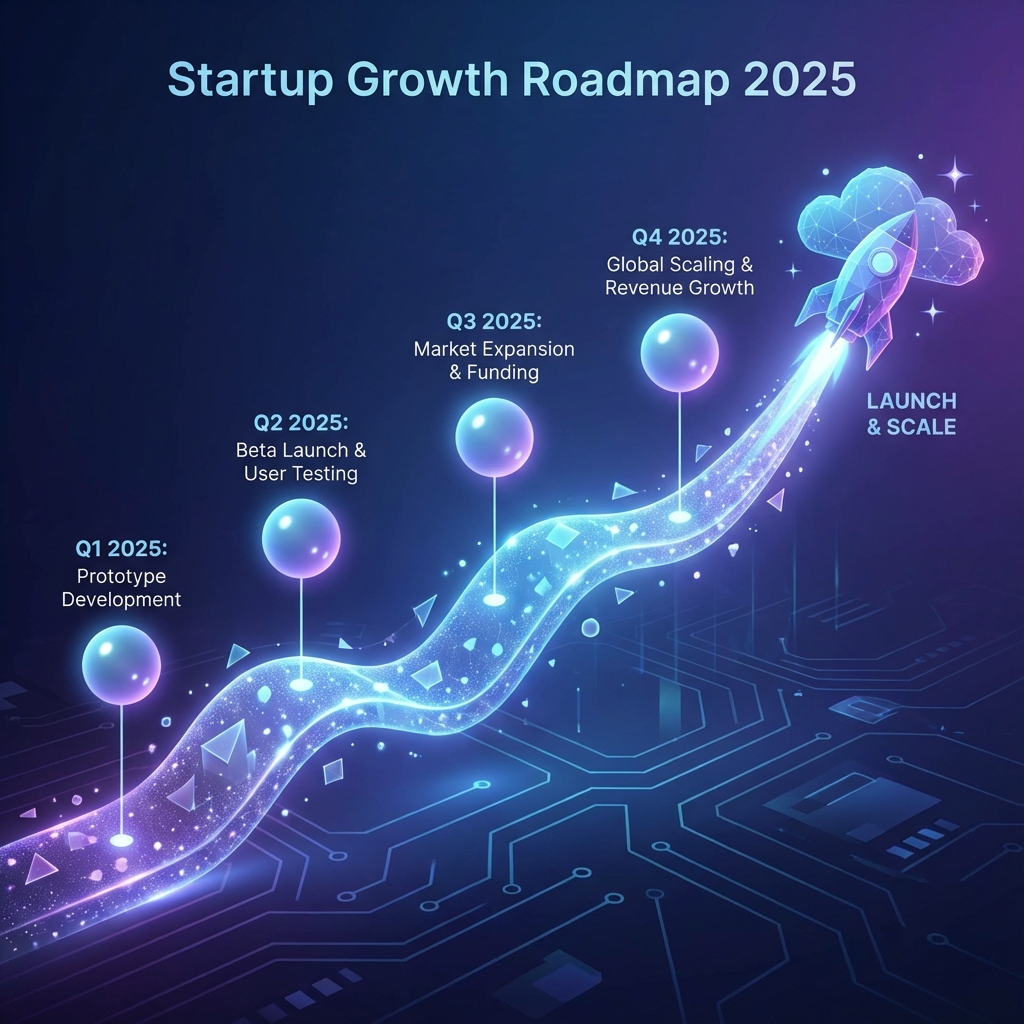 Startup Growth Roadmap 2025
Q1 2025:
Prototype
Development
Q2 2025:
Beta Launch &
User Testing
Q3 2025:
Market Expansion
& Funding
Q4 2025:
Global Scaling &
Revenue Growth
LAUNCH
& SCALE